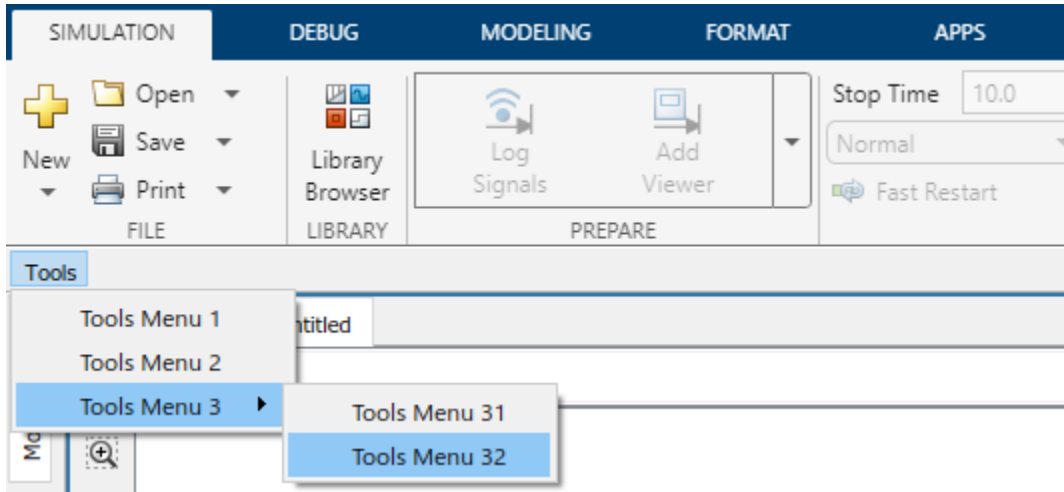 SIMULATION DEBUG MODELING FORMAT APPS
Open
Save
Print
New
FILE
Library
Browser
LIBRARY
Log
Signals
Add
Viewer
PREPARE
Stop Time 10.0
Normal
Fast Restart
Tools
Tools Menu 1
Tools Menu 2
Tools Menu 3
ntitled
Tools Menu 31
Tools Menu 32
Mo